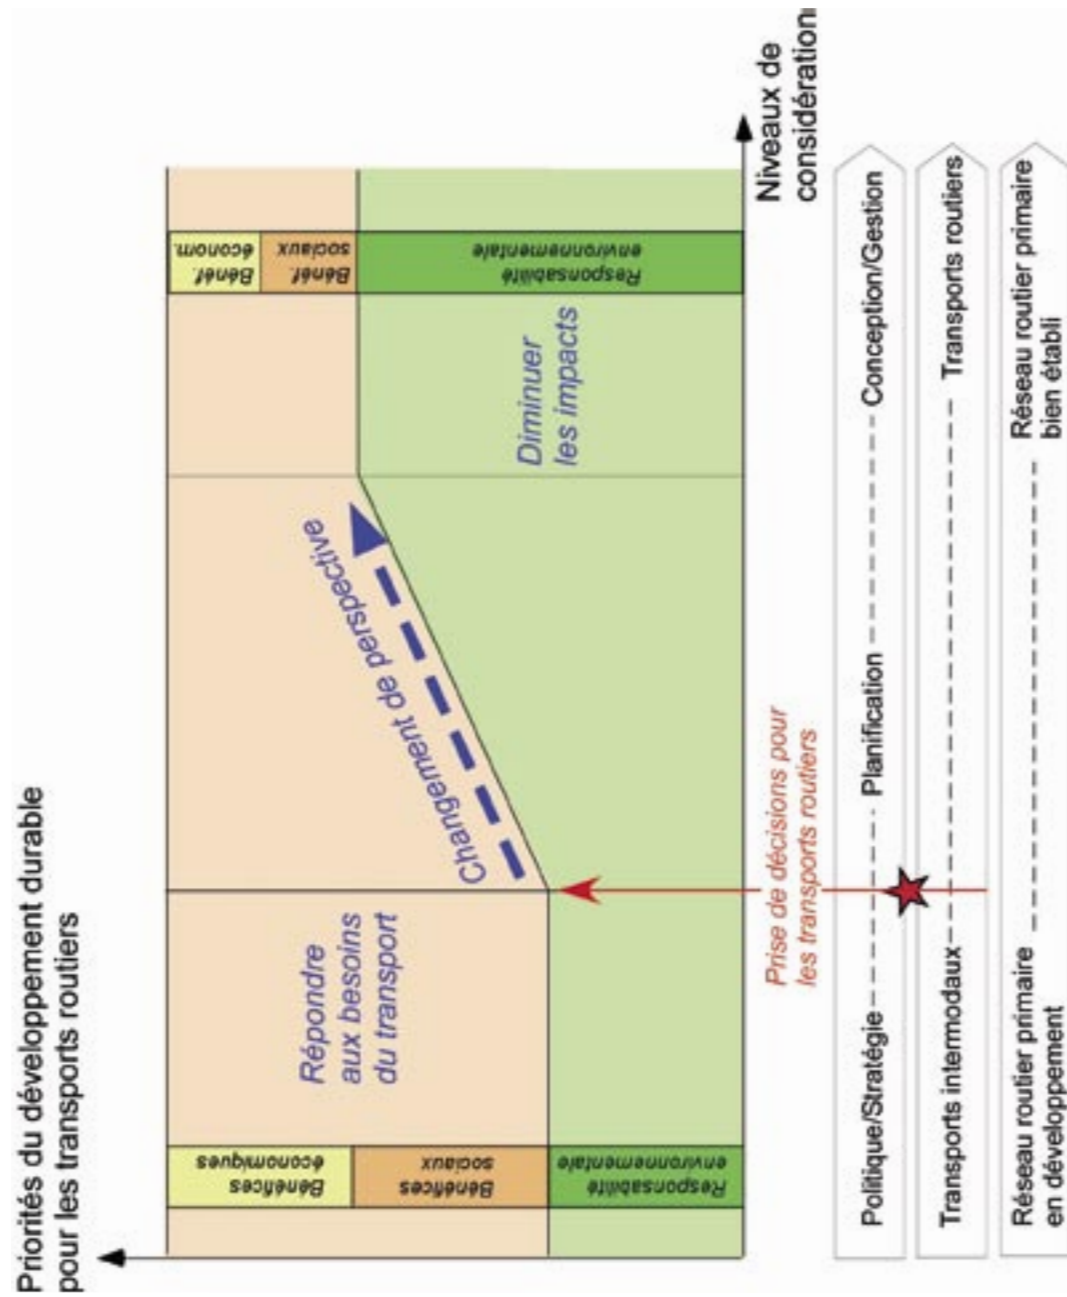 Priorités du développement durable
pour les transports routiers
Bénéfices
économiques
Bénéfices
sociaux
Responsabilité
environnementale
Répondre
aux besoins
du transport
Changement de perspective
Diminuer
les impacts
Bénéf.
économ.
Bénéf.
sociaux
Responsabilité
environnementale
Niveaux de
considération
Prise de décisions pour
les transports routiers
Politique/Stratégie Planification Conception/Gestion
Transports intermodaux Transports routiers
Réseau routier primaire
en développement
Réseau routier primaire
bien établi